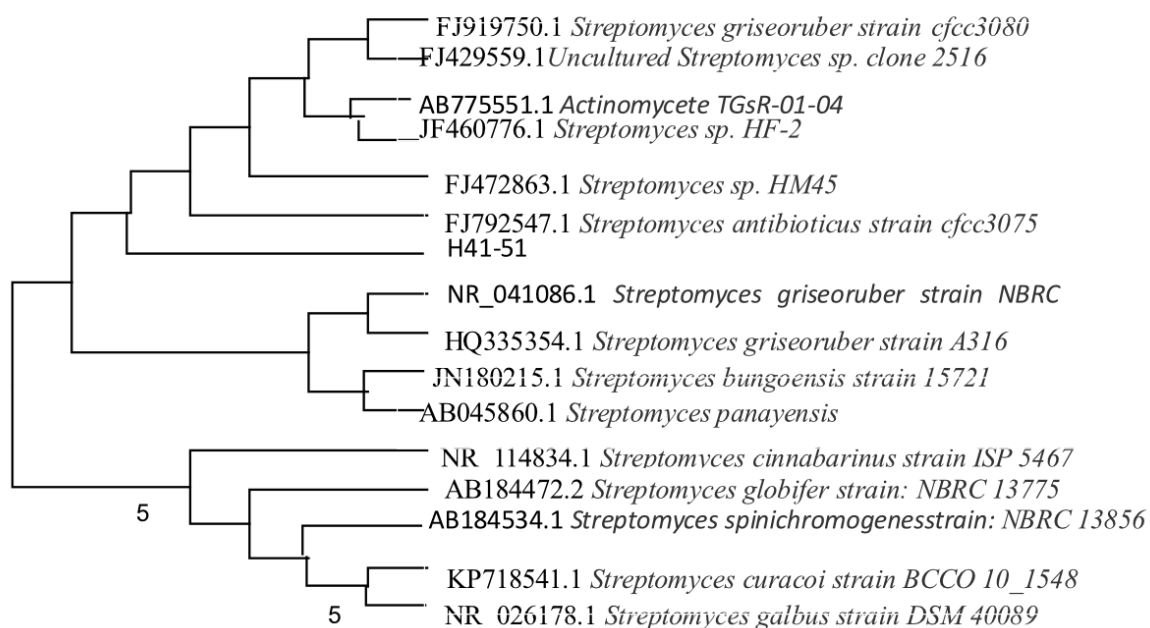 FJ919750.1 Streptomyces griseoruber strain cfcc3080
FJ429559.1Uncultured Streptomyces sp. clone 2516
AB775551.1 Actinomycete TGsR-01-04
JF460776.1 Streptomyces sp. HF-2
FJ472863.1 Streptomyces sp. HM45
FJ792547.1 Streptomyces antibioticus strain cfcc3075
H41-51
NR_041086.1 Streptomyces griseoruber strain NBRC
HQ335354.1 Streptomyces griseoruber strain A316
JN180215.1 Streptomyces bungoensis strain 15721
AB045860.1 Streptomyces panayensis
NR 114834.1 Streptomyces cinnabarinus strain ISP 5467
AB184472.2 Streptomyces globifer strain: NBRC 13775
5
AB184534.1 Streptomyces spinichromogenesstrain: NBRC 13856
KP718541.1 Streptomyces curacoi strain BCCO 10_1548
5
NR 026178.1 Streptomyces galbus strain DSM 40089